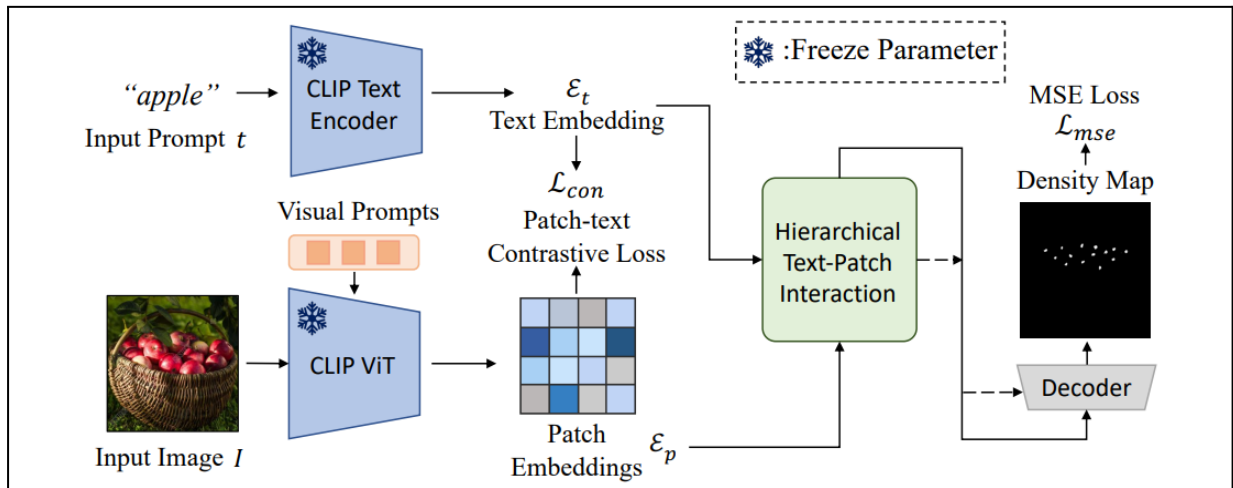 :Freeze Parameter
“apple”
Input Prompt t
CLIP Text
Encoder
ℰt
Text Embedding
ℒcon
Patch-text
Contrastive Loss
Visual Prompts
CLIP ViT
Input Image I
Patch
Embeddings
ℰp
Hierarchical
Text-Patch
Interaction
MSE Loss
ℒmse
Density Map
Decoder